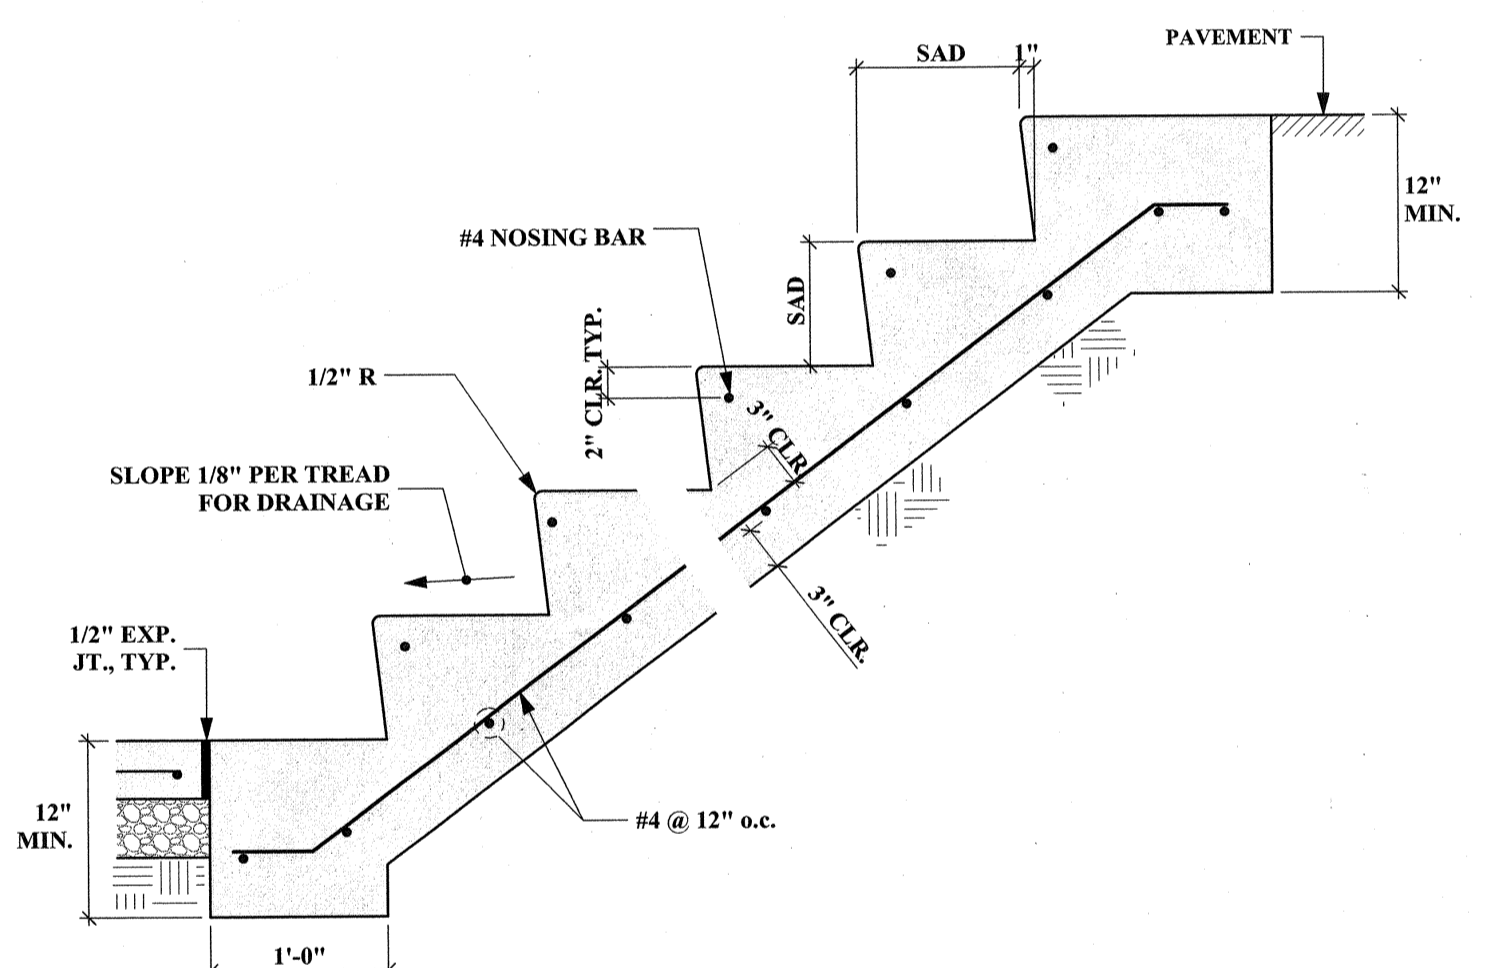 PAVEMENT
SAD
1"
12"
MIN.
#4 NOSING BAR
SAD
2" CLR. TYP.
1/2" R
3" CLR.
SLOPE 1/8" PER TREAD
FOR DRAINAGE
3" CLR.
1/2" EXP.
JT., TYP.
12"
MIN.
#4 @ 12" o.c.
1'-0"